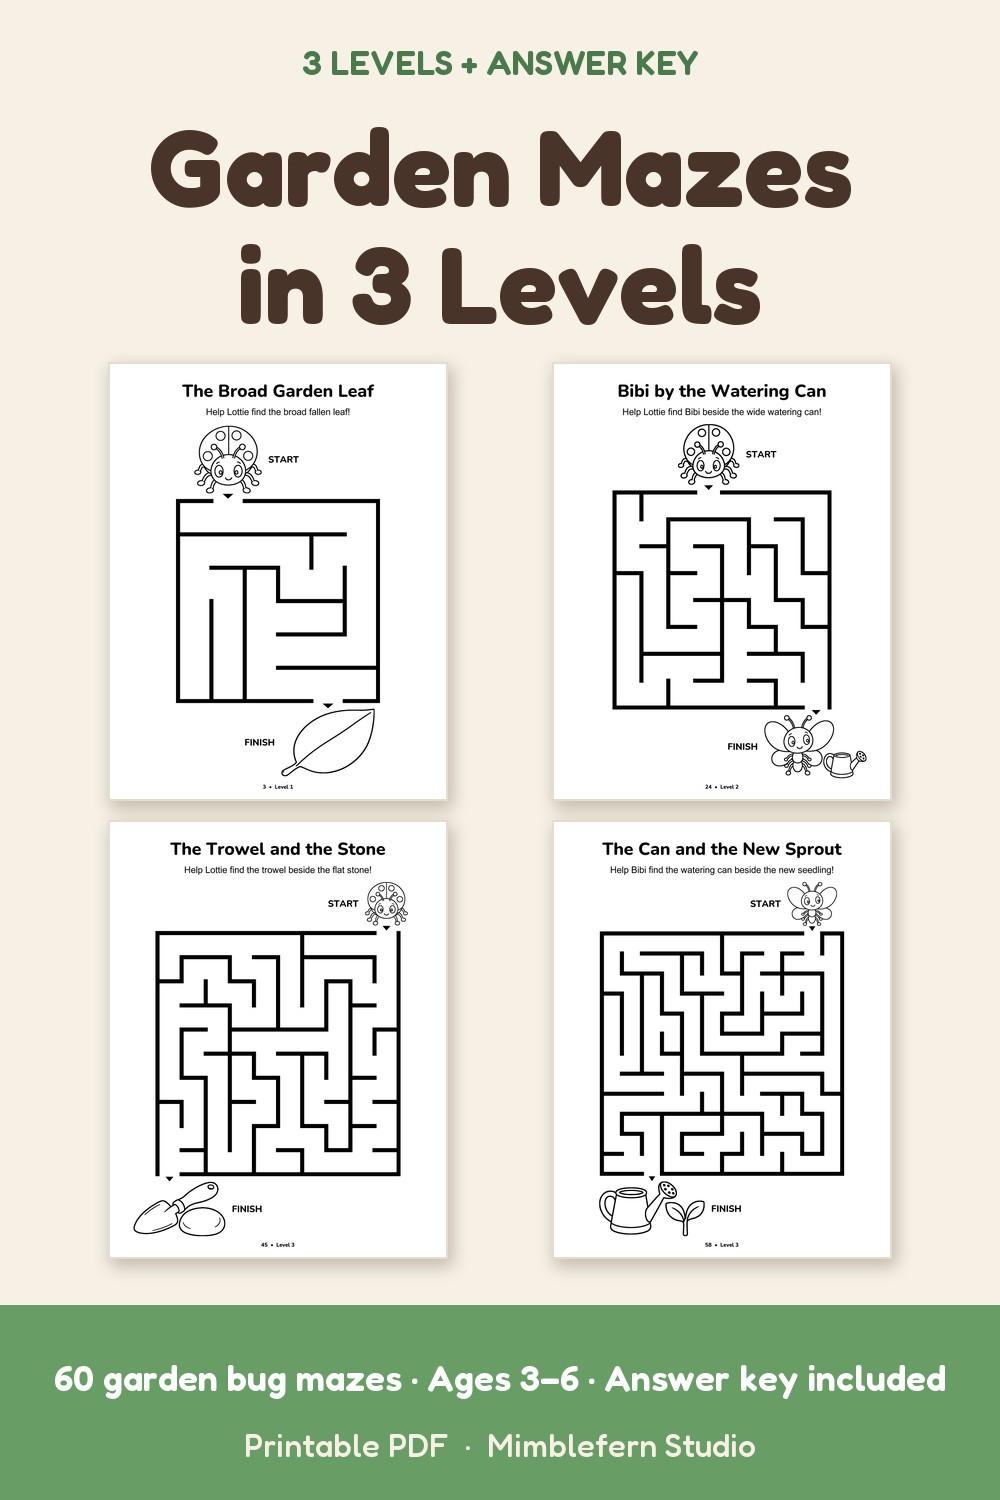 3 LEVELS + ANSWER KEY
Garden Mazes
in 3 Levels
The Broad Garden Leaf
Help Lottie find the broad fallen leaf!
START
FINISH
3 • Level 1
Bibi by the Watering Can
Help Lottie find Bibi beside the wide watering can!
START
FINISH
24 • Level 2
The Trowel and the Stone
Help Lottie find the trowel beside the flat stone!
START
FINISH
45 • Level 3
The Can and the New Sprout
Help Bibi find the watering can beside the new seedling!
START
FINISH
58 • Level 3
60 garden bug mazes · Ages 3–6 · Answer key included
Printable PDF · Mimblefern Studio